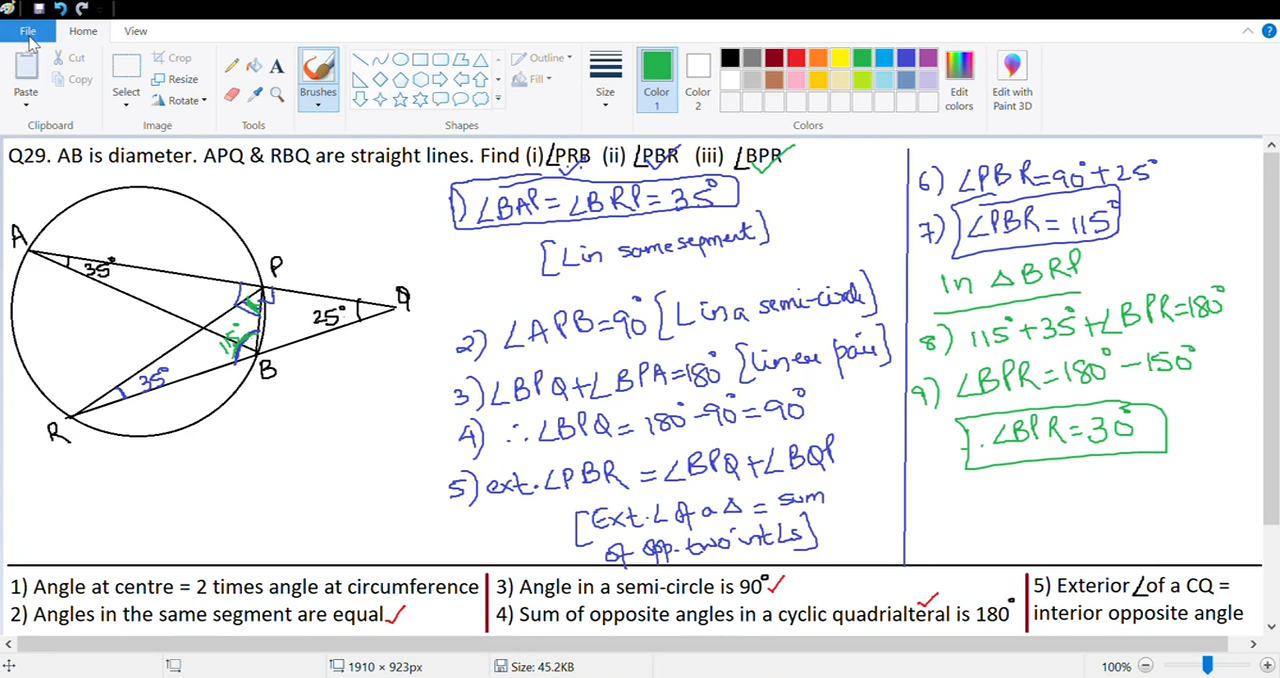 File
Home
View
Paste
Cut
Copy
Clipboard
Select
Crop
Resize
Rotate
Image
Tools
Brushes
Shapes
Outline
Fill
Size
Color
1
Color
2
Edit
colors
Edit with
Paint 3D
Colors
Q29. AB is diameter. APQ & RBQ are straight lines. Find (i)∠PRB (ii) ∠PBR (iii) ∠BPR
A
35°
P
Q
25°
115°
B
35°
R
1) ∠BAP = ∠BRP = 35°
[∠ in same segment]
2) ∠APB = 90° [∠ in a semi-circle]
3) ∠BPQ + ∠BPA = 180° [linear pair]
4) ∴ ∠BPQ = 180° - 90° = 90°
5) ext. ∠PBR = ∠BPQ + ∠BQP
[Ext. ∠ of a Δ = sum
of opp. two int ∠s]
6) ∠PBR = 90° + 25°
7) ∠PBR = 115°
In Δ BRP
8) 115° + 35° + ∠BPR = 180°
9) ∠BPR = 180° - 150°
∴ ∠BPR = 30°
1) Angle at centre = 2 times angle at circumference
2) Angles in the same segment are equal
3) Angle in a semi-circle is 90°
4) Sum of opposite angles in a cyclic quadrialteral is 180°
5) Exterior ∠ of a CQ =
interior opposite angle
1910 × 923px
Size: 45.2KB
100%